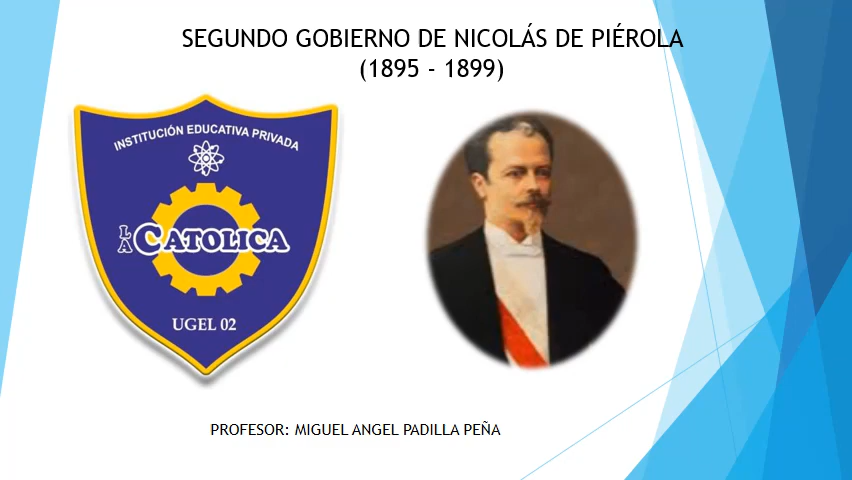 SEGUNDO GOBIERNO DE NICOLÁS DE PIÉROLA
(1895 - 1899)
INSTITUCIÓN EDUCATIVA PRIVADA
LA CATOLICA
UGEL 02
PROFESOR: MIGUEL ANGEL PADILLA PEÑA